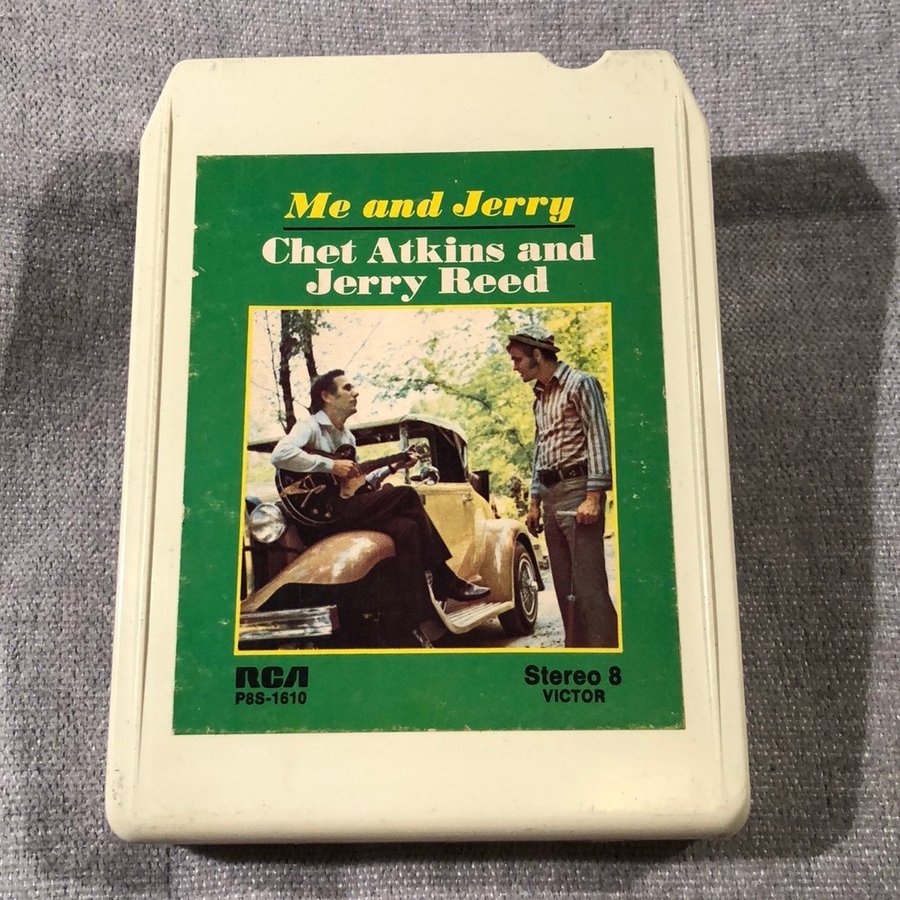 Me and Jerry
Chet Atkins and
Jerry Reed
RCA
P8S-1610
Stereo 8
VICTOR